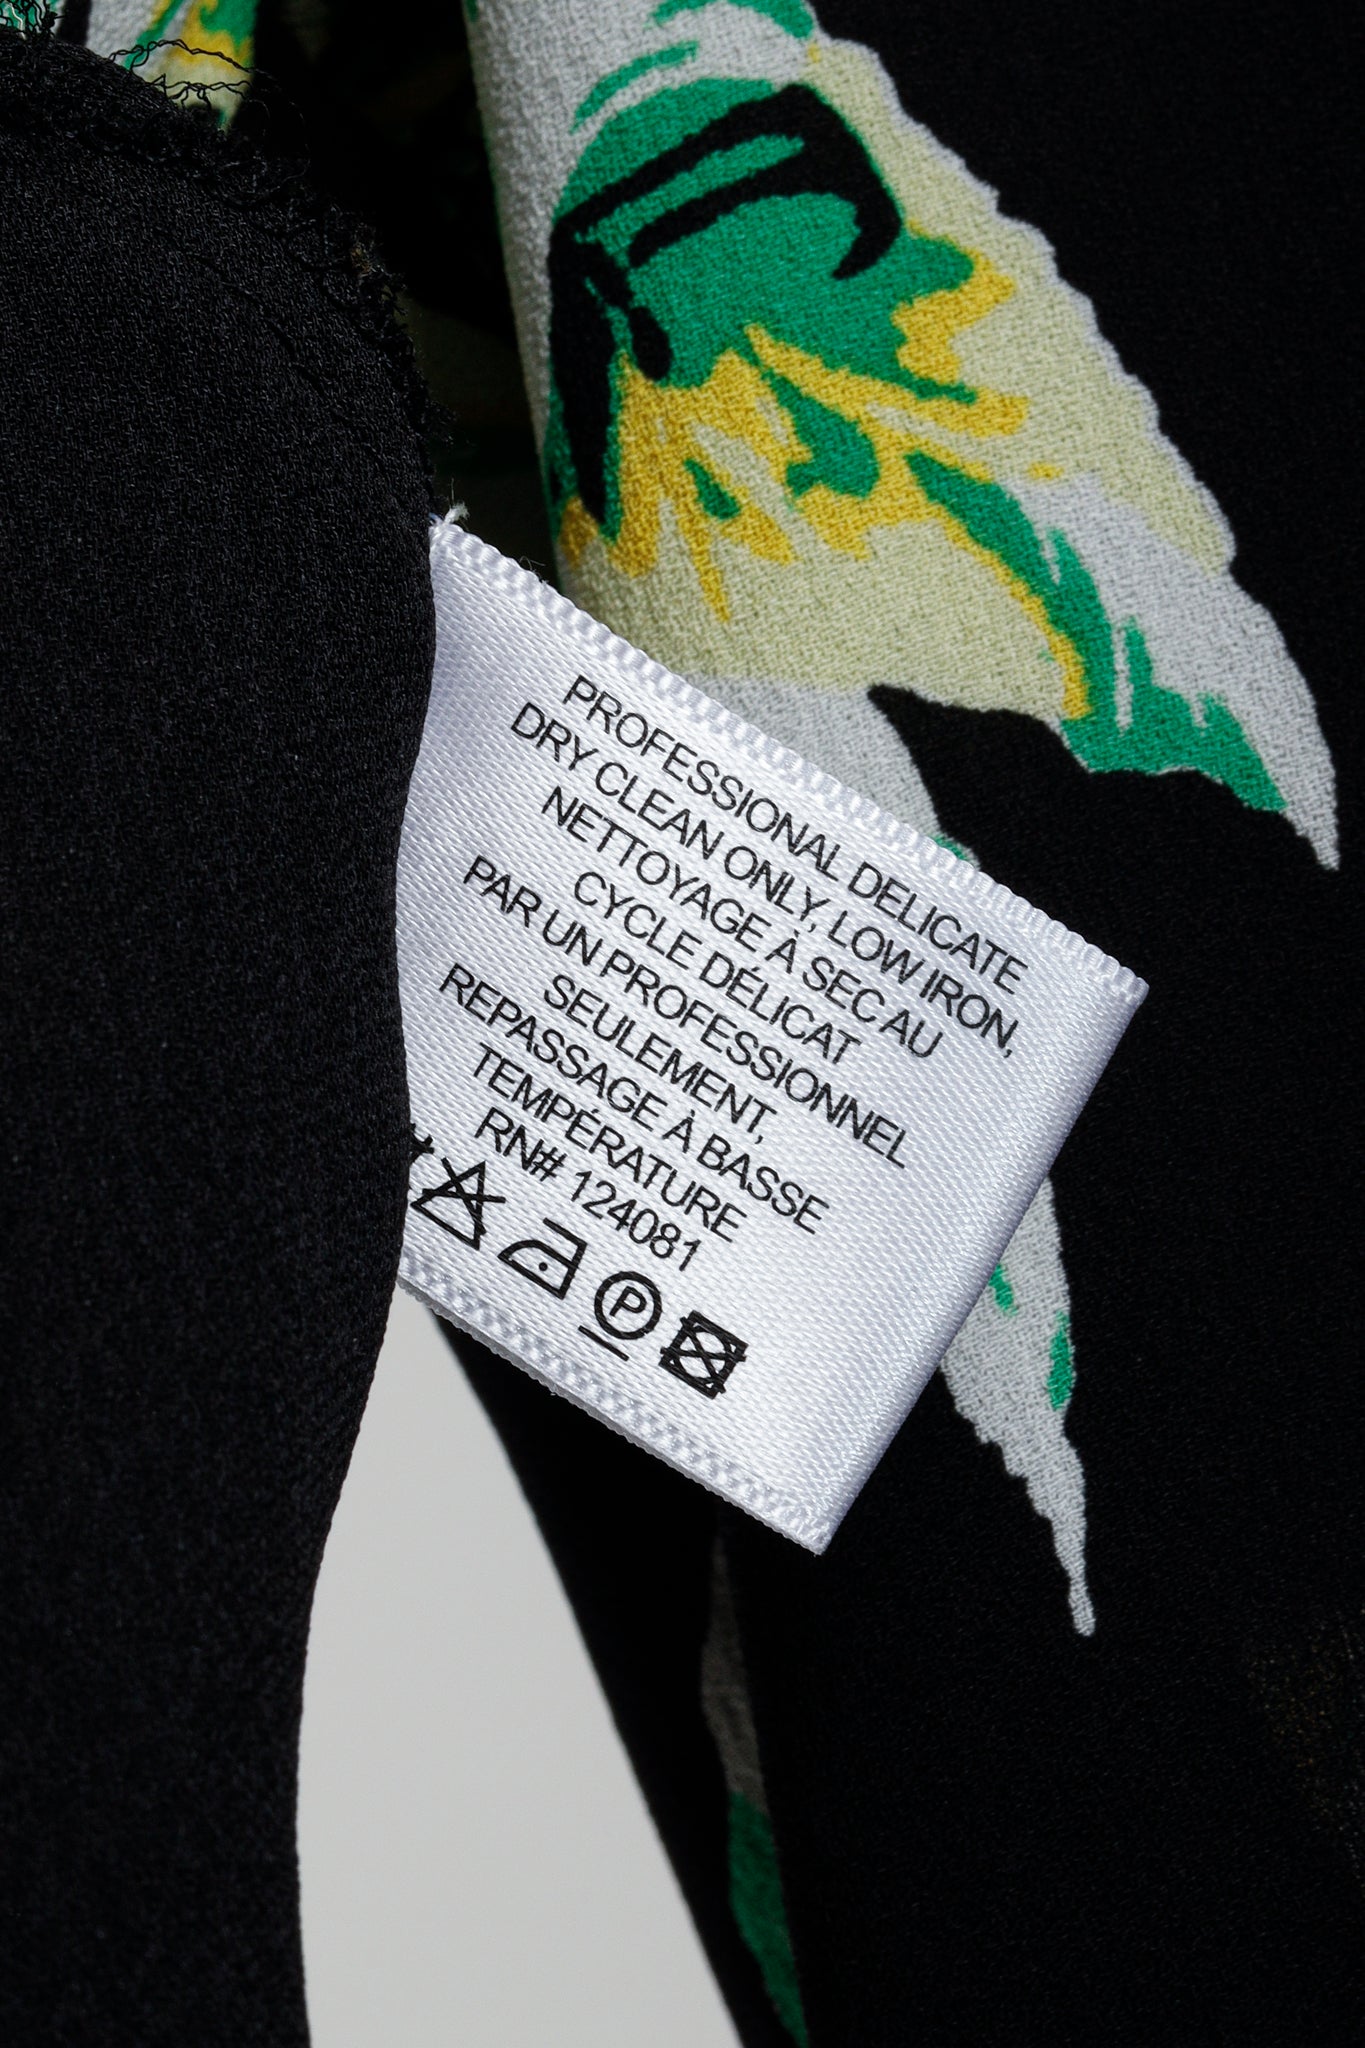 PROFESSIONAL DELICATE
DRY CLEAN ONLY, LOW IRON,
NETTOYAGE À SEC AU
CYCLE DÉLICAT
PAR UN PROFESSIONNEL
SEULEMENT,
REPASSAGE À BASSE
TEMPÉRATURE
RN# 124081
P